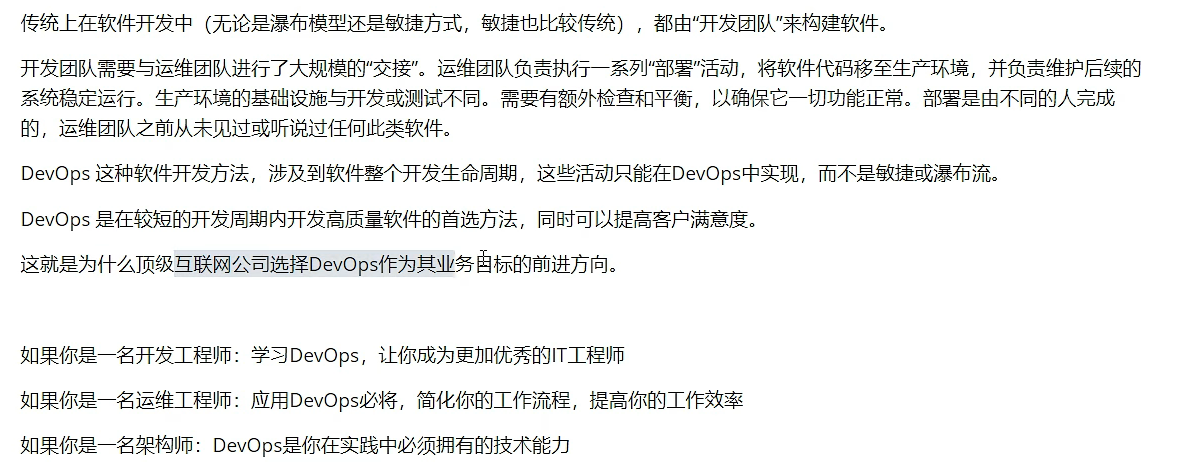 传统上在软件开发中（无论是瀑布模型还是敏捷方式，敏捷也比较传统），都由“开发团队”来构建软件。
开发团队需要与运维团队进行了大规模的“交接”。运维团队负责执行一系列“部署”活动，将软件代码移至生产环境，并负责维护后续的
系统稳定运行。生产环境的基础设施与开发或测试不同。需要有额外检查和平衡，以确保它一切功能正常。部署是由不同的人完成
的，运维团队之前从未见过或听说过任何此类软件。
DevOps 这种软件开发方法，涉及到软件整个开发生命周期，这些活动只能在DevOps中实现，而不是敏捷或瀑布流。
DevOps 是在较短的开发周期内开发高质量软件的首选方法，同时可以提高客户满意度。
这就是为什么顶级互联网公司选择DevOps作为其业务目标的前进方向。
如果你是一名开发工程师：学习DevOps，让你成为更加优秀的IT工程师
如果你是一名运维工程师：应用DevOps必将，简化你的工作流程，提高你的工作效率
如果你是一名架构师：DevOps是你在实践中必须拥有的技术能力